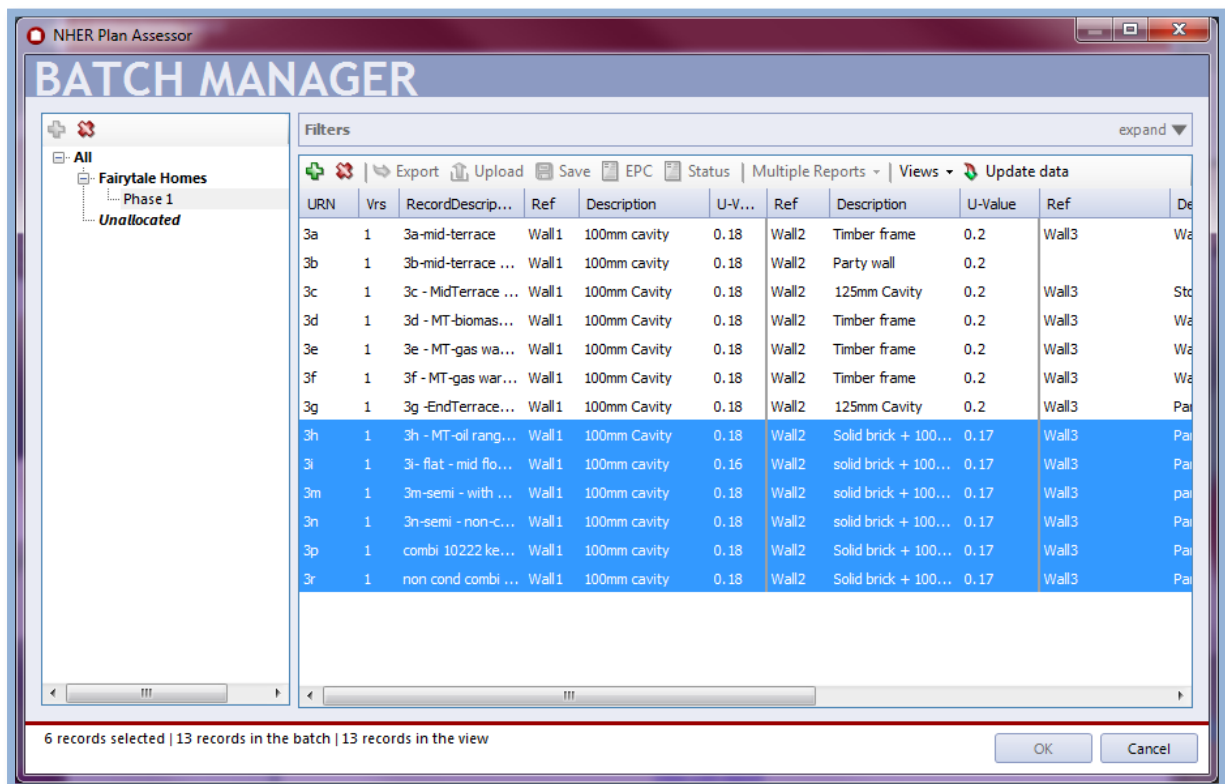 NHER Plan Assessor
BATCH MANAGER
All
Fairytale Homes
Phase 1
Unallocated
Filters expand
Export Upload Save EPC Status | Multiple Reports | Views Update data
URN Vrs RecordDescrip... Ref Description U-V... Ref Description U-Value Ref De
3a 1 3a-mid-terrace Wall1 100mm cavity 0.18 Wall2 Timber frame 0.2 Wall3 Wa
3b 1 3b-mid-terrace ... Wall1 100mm cavity 0.18 Wall2 Party wall 0.2
3c 1 3c - MidTerrace ... Wall1 100mm Cavity 0.18 Wall2 125mm Cavity 0.2 Wall3 Sto
3d 1 3d - MT-biomas... Wall1 100mm Cavity 0.18 Wall2 Timber frame 0.2 Wall3 Wa
3e 1 3e - MT-gas wa... Wall1 100mm Cavity 0.18 Wall2 Timber frame 0.2 Wall3 Wa
3f 1 3f - MT-gas war... Wall1 100mm Cavity 0.18 Wall2 Timber frame 0.2 Wall3 Wa
3g 1 3g -EndTerrace... Wall1 100mm Cavity 0.18 Wall2 125mm Cavity 0.2 Wall3 Par
3h 1 3h - MT-oil rang... Wall1 100mm Cavity 0.18 Wall2 Solid brick + 100... 0.17 Wall3 Par
3i 1 3i- flat - mid flo... Wall1 100mm cavity 0.16 Wall2 solid brick + 100... 0.17 Wall3 Par
3m 1 3m-semi - with ... Wall1 100mm cavity 0.18 Wall2 solid brick + 100... 0.17 Wall3 par
3n 1 3n-semi - non-c... Wall1 100mm cavity 0.18 Wall2 solid brick + 100... 0.17 Wall3 Par
3p 1 combi 10222 ke... Wall1 100mm cavity 0.18 Wall2 Solid brick + 100... 0.17 Wall3 Par
3r 1 non cond combi ... Wall1 100mm cavity 0.18 Wall2 Solid brick + 100... 0.17 Wall3 Par
6 records selected | 13 records in the batch | 13 records in the view
OK Cancel